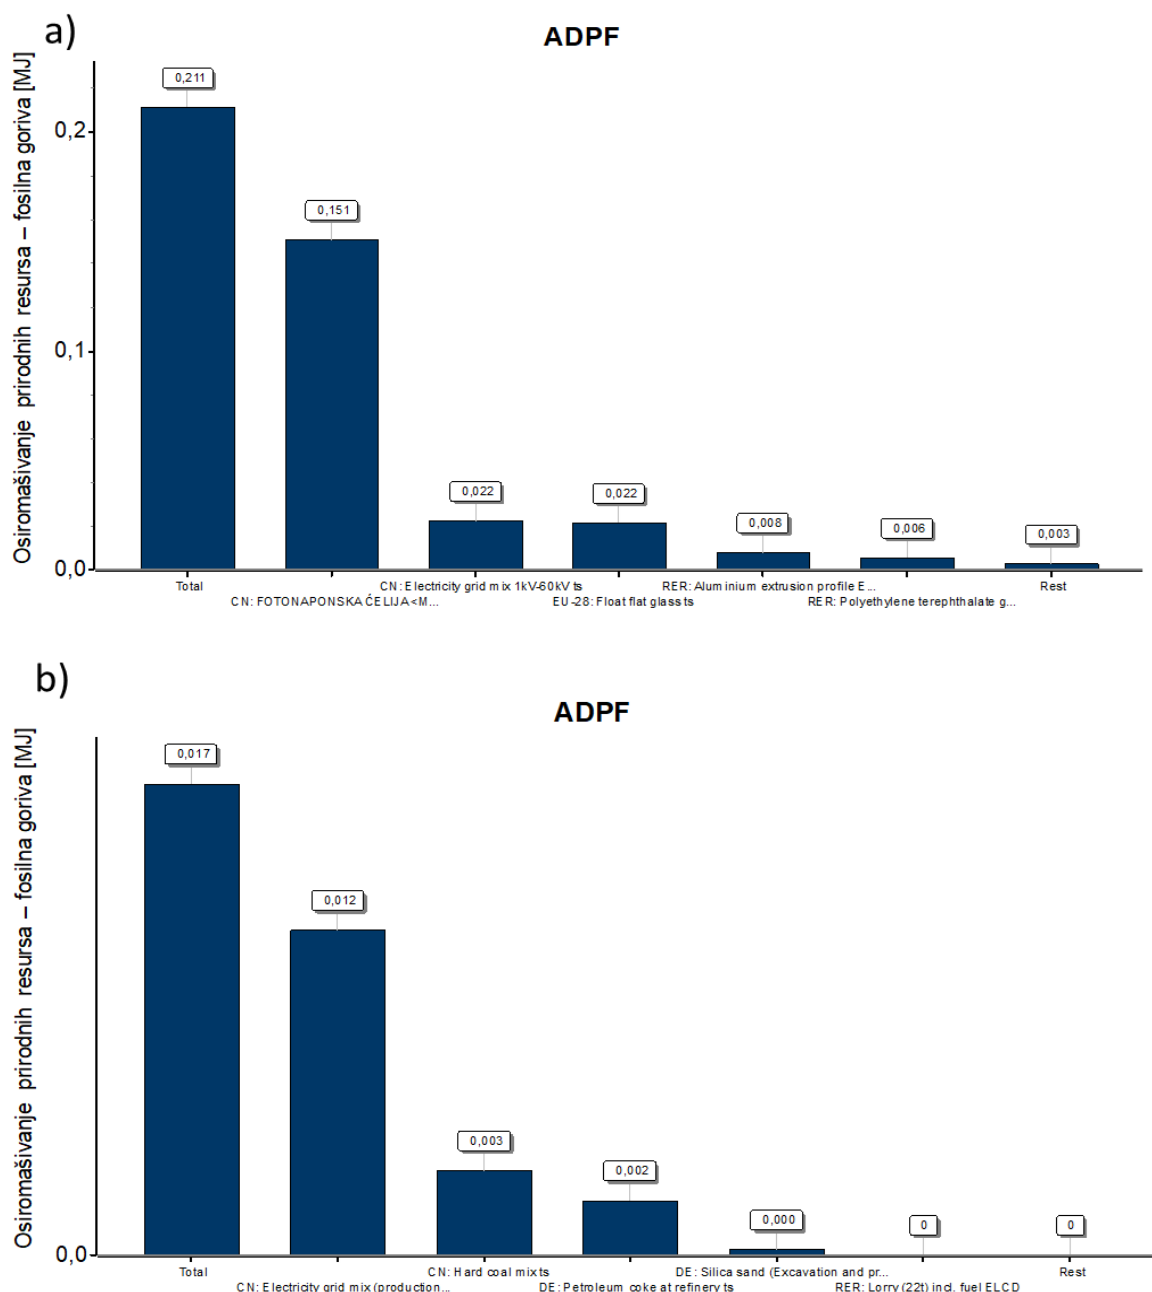 a)
ADPF
Osiromašivanje prirodnih resursa – fosilna goriva [MJ]
0,211
0,2
0,151
0,1
0,022
0,022
0,008
0,006
0,003
0,0
Total
CN: Electricity grid mix 1kV-60kV ts
RER: Aluminium extrusion profile E...
Rest
CN: FOTONAPONSKA ĆELIJA <M...
EU-28: Float flat glass ts
RER: Polyethylene terephthalate g...
b)
ADPF
Osiromašivanje prirodnih resursa – fosilna goriva [MJ]
0,017
0,012
0,003
0,002
0,000
0
0
0,0
Total
CN: Hard coal mix ts
DE: Silica sand (Excavation and pr...
Rest
CN: Electricity grid mix (production...
DE: Petroleum coke at refinery ts
RER: Lorry (22t) incl. fuel ELCD